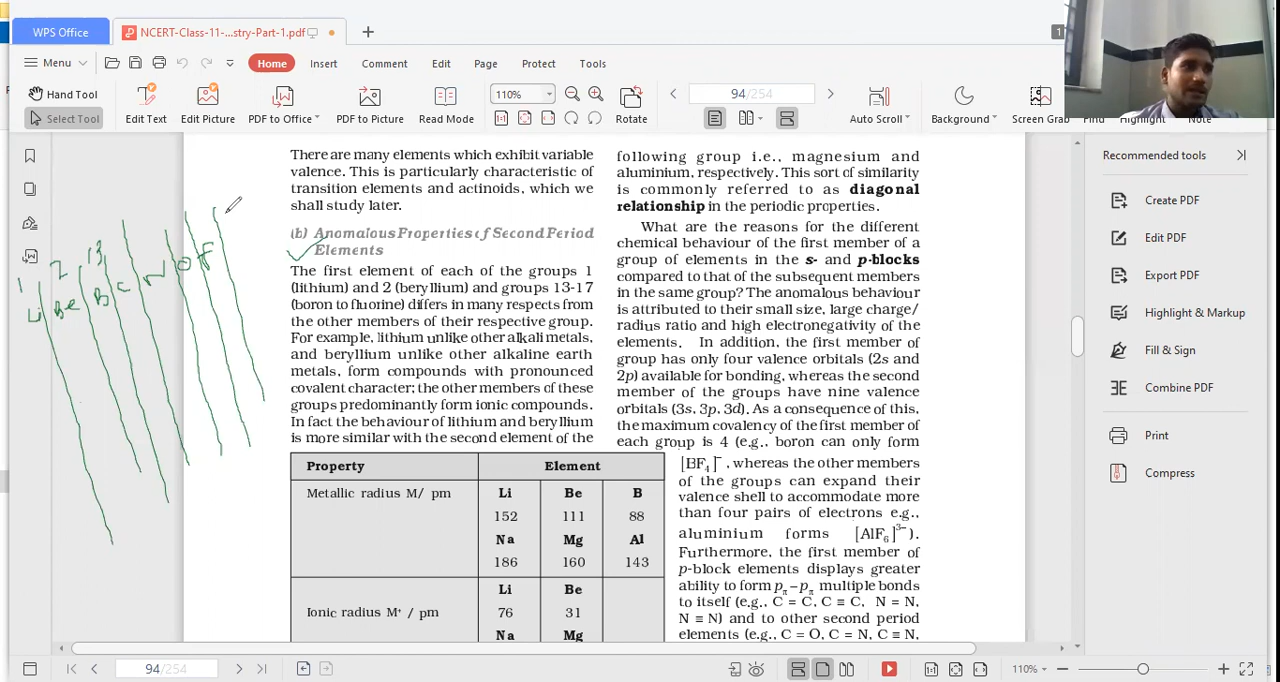 WPS Office
NCERT-Class-11-...stry-Part-1.pdf
Menu
Home
Insert
Comment
Edit
Page
Protect
Tools
Hand Tool
Select Tool
Edit Text
Edit Picture
PDF to Office
PDF to Picture
Read Mode
110%
94/254
Rotate
Auto Scroll
Background
Screen Grab
Find
Highlight
Note
1 2 13
Li Be B C N O F
There are many elements which exhibit variable
valence. This is particularly characteristic of
transition elements and actinoids, which we
shall study later.
(b) Anomalous Properties of Second Period
Elements
The first element of each of the groups 1
(lithium) and 2 (beryllium) and groups 13-17
(boron to fluorine) differs in many respects from
the other members of their respective group.
For example, lithium unlike other alkali metals,
and beryllium unlike other alkaline earth
metals, form compounds with pronounced
covalent character; the other members of these
groups predominantly form ionic compounds.
In fact the behaviour of lithium and beryllium
is more similar with the second element of the
following group i.e., magnesium and
aluminium, respectively. This sort of similarity
is commonly referred to as diagonal
relationship in the periodic properties.
What are the reasons for the different
chemical behaviour of the first member of a
group of elements in the s- and p-blocks
compared to that of the subsequent members
in the same group? The anomalous behaviour
is attributed to their small size, large charge/
radius ratio and high electronegativity of the
elements. In addition, the first member of
group has only four valence orbitals (2s and
2p) available for bonding, whereas the second
member of the groups have nine valence
orbitals (3s, 3p, 3d). As a consequence of this,
the maximum covalency of the first member of
each group is 4 (e.g., boron can only form
[BF₄]⁻, whereas the other members
of the groups can expand their
valence shell to accommodate more
than four pairs of electrons e.g.,
aluminium forms [AlF₆]³⁻).
Furthermore, the first member of
p-block elements displays greater
ability to form pπ – pπ multiple bonds
to itself (e.g., C = C, C ≡ C, N = N,
N ≡ N) and to other second period
elements (e.g., C = O, C = N, C ≡ N,
Property Element
Metallic radius M/ pm Li Be B
152 111 88
Na Mg Al
186 160 143
Li Be
Ionic radius M⁺ / pm 76 31
Na Mg
Recommended tools
Create PDF
Edit PDF
Export PDF
Highlight & Markup
Fill & Sign
Combine PDF
Print
Compress
94/254
110%